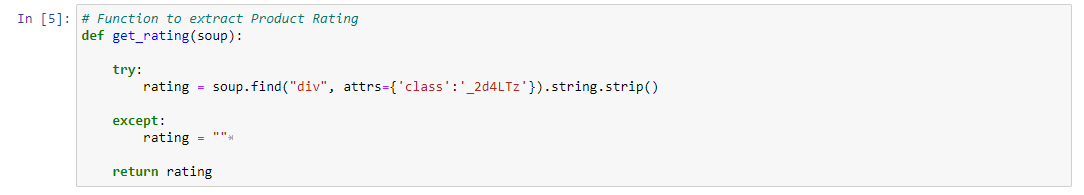 In [5]: # Function to extract Product Rating
def get_rating(soup):
    try:
        rating = soup.find("div", attrs={'class':'_2d4LTz'}).string.strip()
    except:
        rating = ""
    return rating